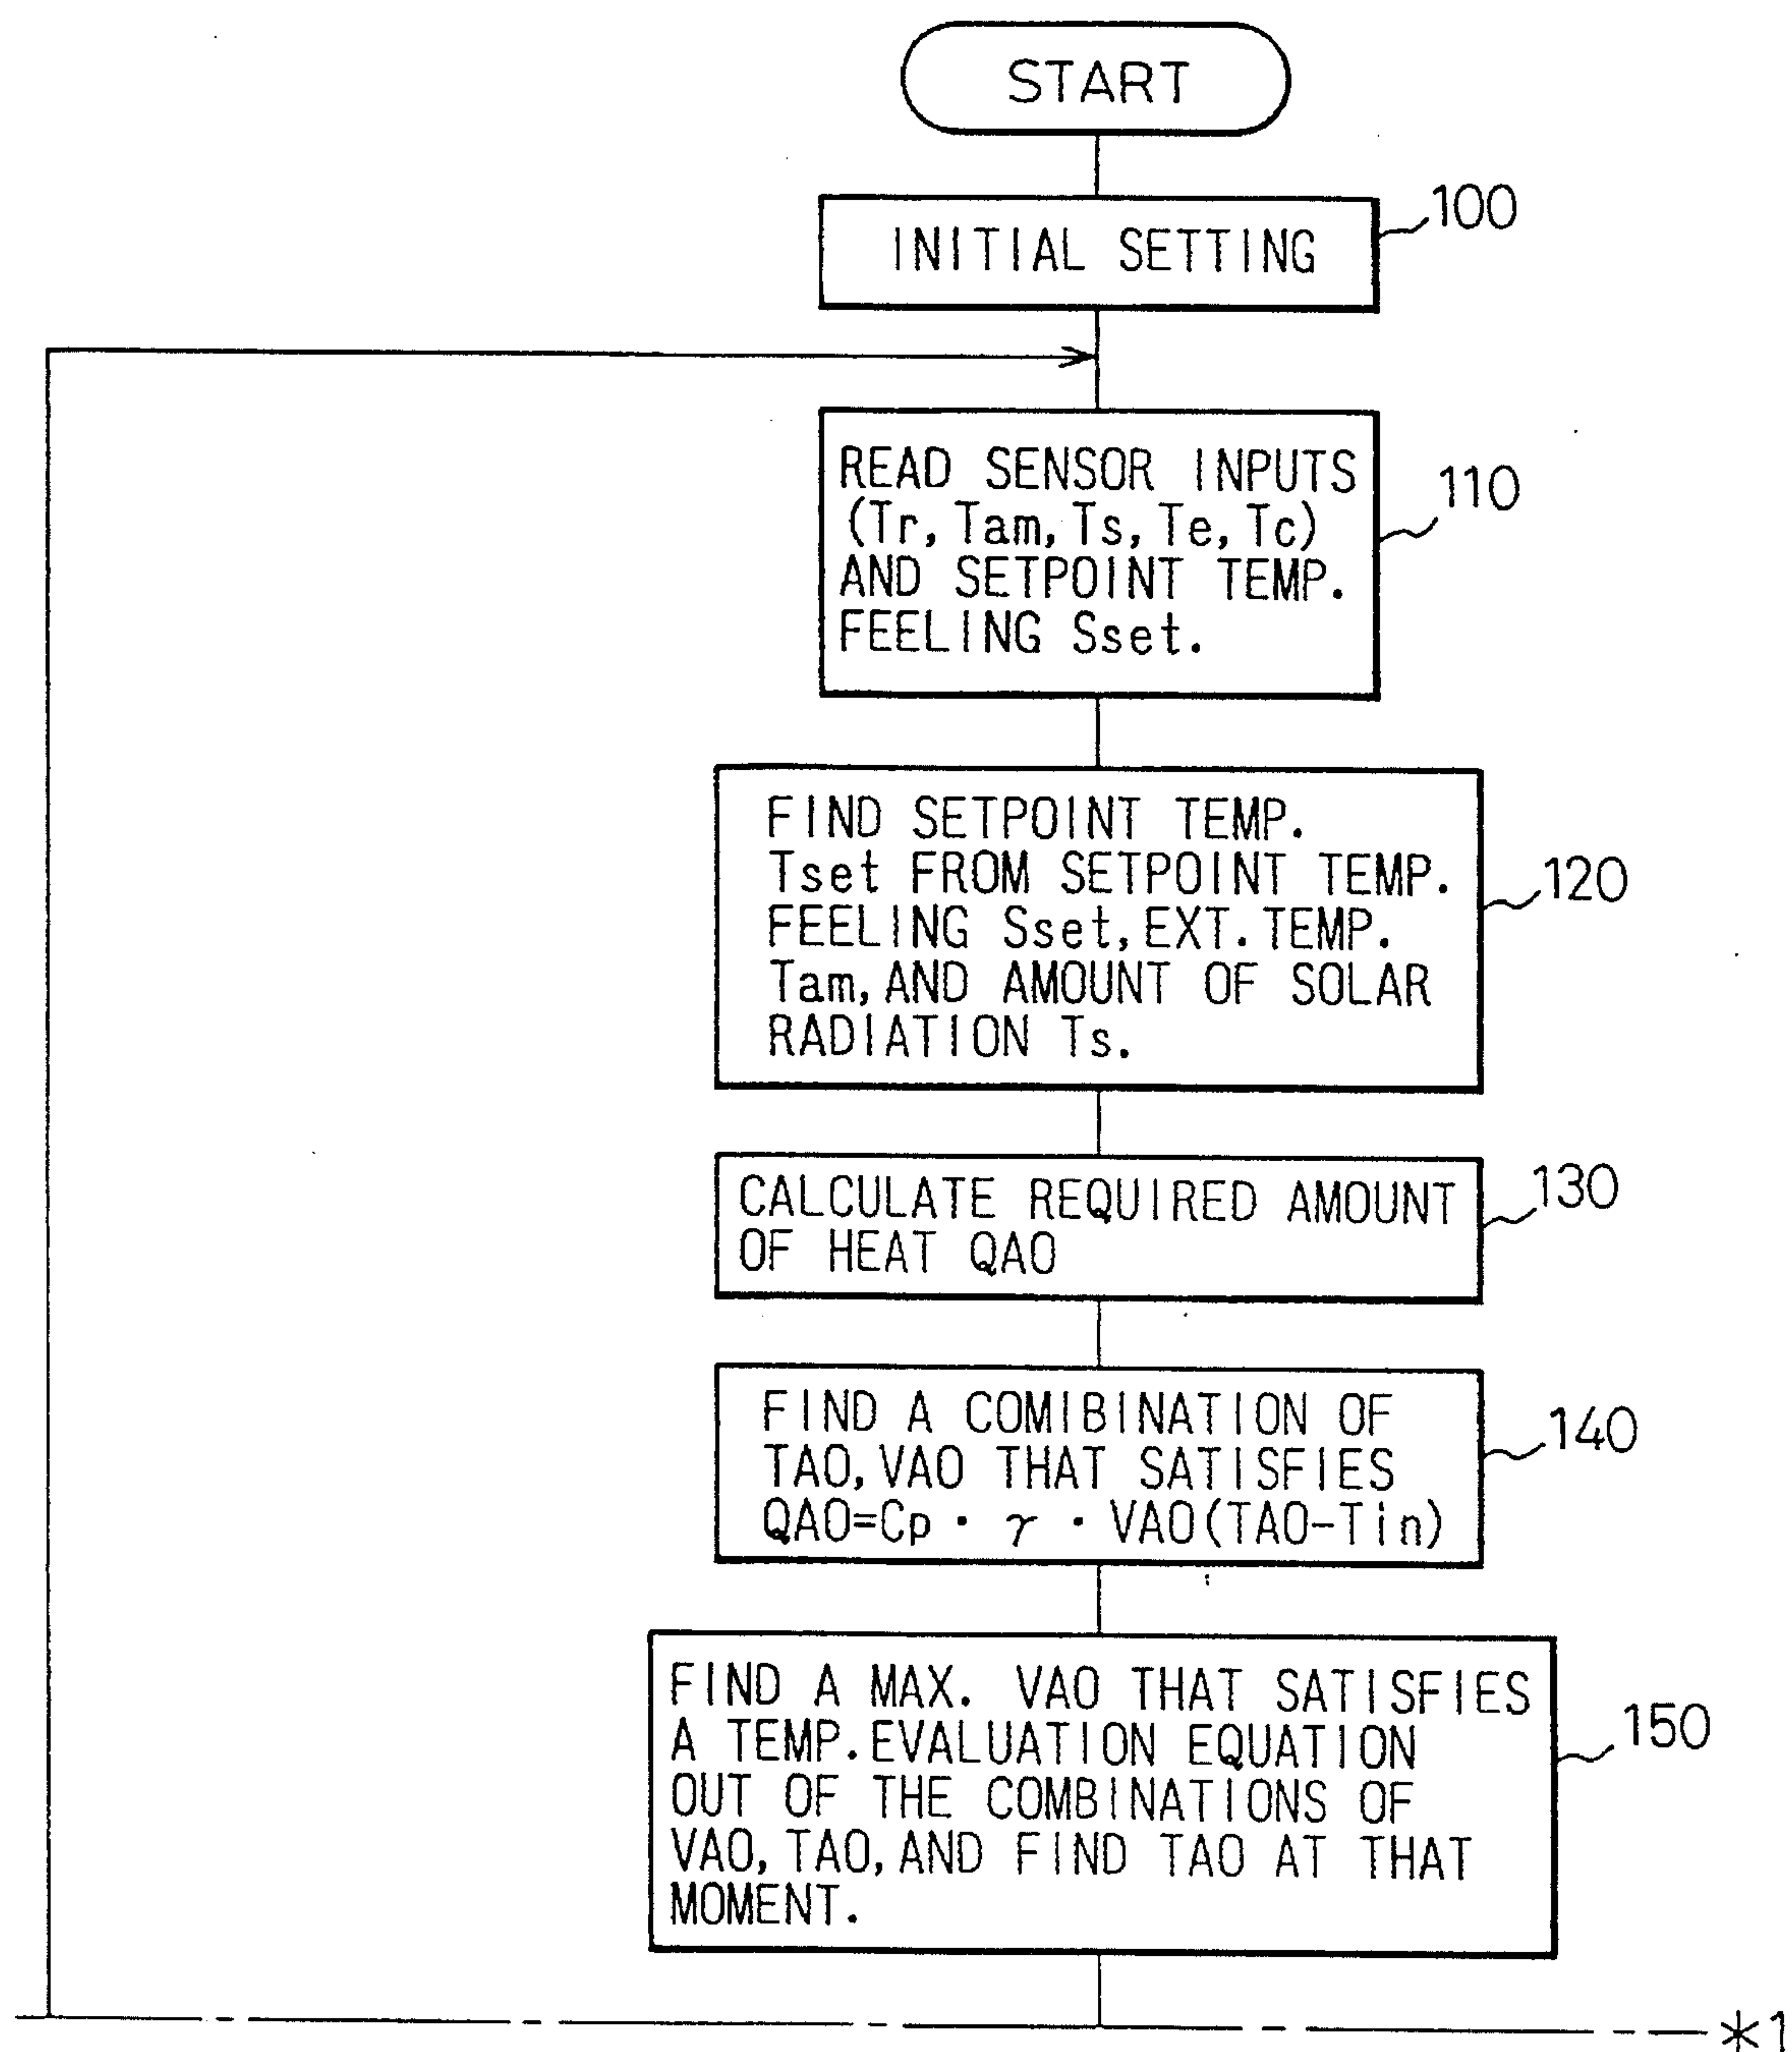 START
INITIAL SETTING
100
READ SENSOR INPUTS
(Tr, Tam, Ts, Te, Tc)
AND SETPOINT TEMP.
FEELING Sset.
110
FIND SETPOINT TEMP.
Tset FROM SETPOINT TEMP.
FEELING Sset, EXT. TEMP.
Tam, AND AMOUNT OF SOLAR
RADIATION Ts.
120
CALCULATE REQUIRED AMOUNT
OF HEAT QAO
130
FIND A COMIBINATION OF
TAO, VAO THAT SATISFIES
QAO=Cp · γ · VAO(TAO-Tin)
140
FIND A MAX. VAO THAT SATISFIES
A TEMP. EVALUATION EQUATION
OUT OF THE COMBINATIONS OF
VAO, TAO, AND FIND TAO AT THAT
MOMENT.
150
*1